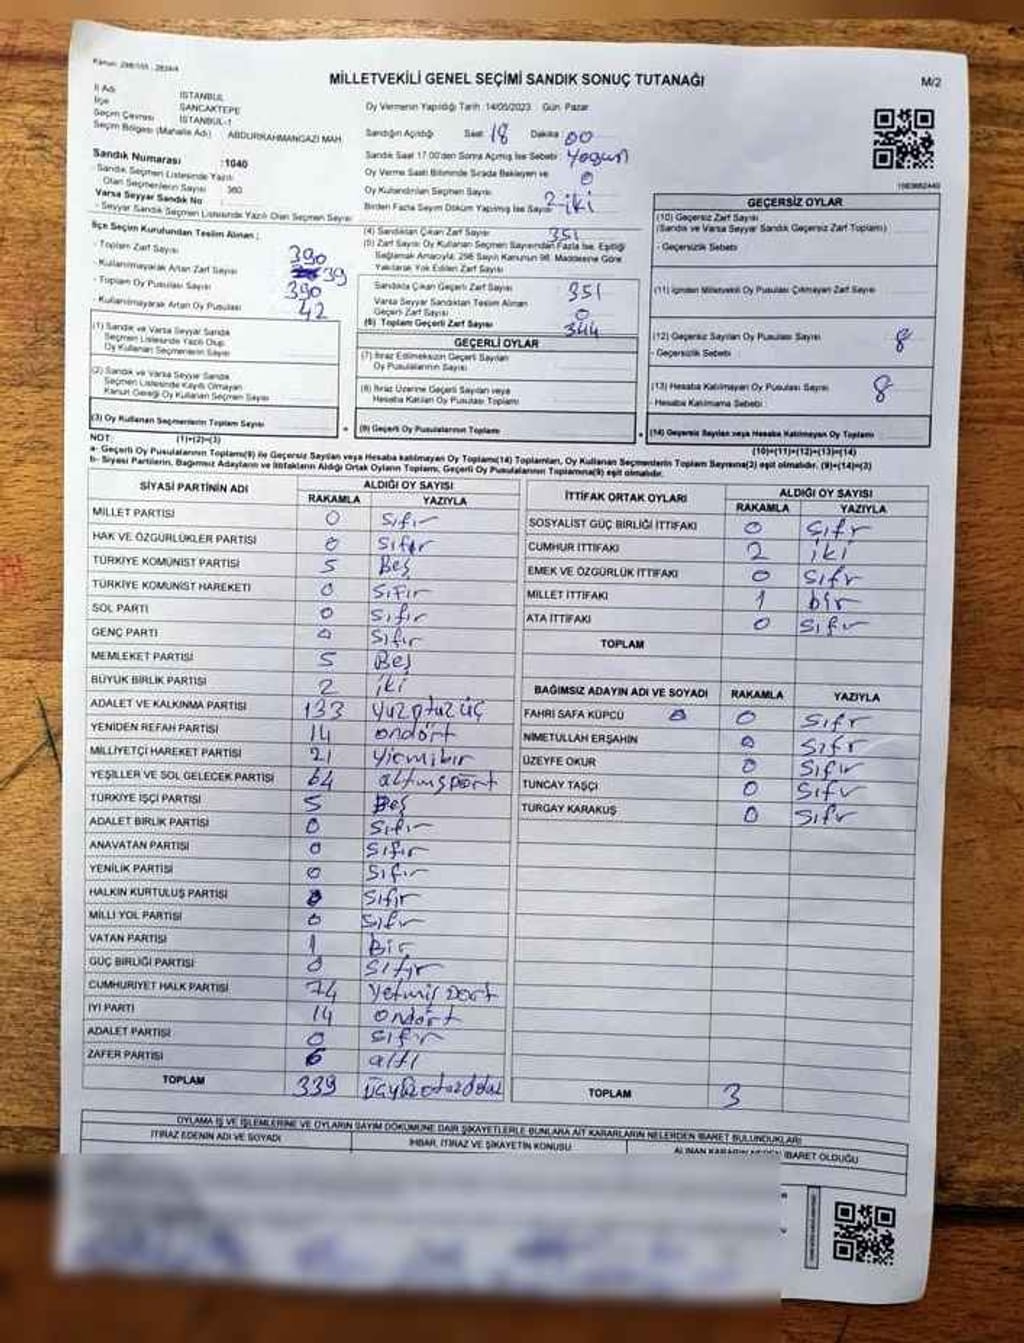 Kanun: 298/105 - 2839/4
MİLLETVEKİLİ GENEL SEÇİMİ SANDIK SONUÇ TUTANAĞI
M/2
İl Adı İSTANBUL
İlçe SANCAKTEPE
Seçim Çevresi İSTANBUL-1
Seçim Bölgesi (Mahalle Adı) ABDURRAHMANGAZI MAH
Sandık Numarası :1040
- Sandık Seçmen Listesinde Yazılı
Olan Seçmenlerin Sayısı : 380
Varsa Seyyar Sandık No
- Seyyar Sandık Seçmen Listesinde Yazılı Olan Seçmen Sayısı
Oy Vermenin Yapıldığı Tarih :14/05/2023 Gün: Pazar
Sandığın Açıldığı Saat 18 Dakika 00
Sandık Saat 17:00'den Sonra Açılmış İse Sebebi: Yoğun
Oy Verme Saati Bitiminde Sırada Bekleyen ve
Oy Kullandırılan Seçmen Sayısı 0
Birden Fazla Sayım Döküm Yapılmış İse Sayısı 2-iki
İlçe Seçim Kurulundan Teslim Alınan ;
- Toplam Zarf Sayısı 390
- Kullanılmayarak Artan Zarf Sayısı 39
- Toplam Oy Pusulası Sayısı 390
- Kullanılmayarak Artan Oy Pusulası 42
(1) Sandık ve Varsa Seyyar Sandık
Seçmen Listesinde Yazılı Olup
Oy Kullanan Seçmenlerin Sayısı
(2) Sandık ve Varsa Seyyar Sandık
Seçmen Listesinde Kayıtlı Olmayan
Kanun Gereği Oy Kullanan Seçmen Sayısı
(3) Oy Kullanan Seçmenlerin Toplam Sayısı
(4) Sandıktan Çıkan Zarf Sayısı 351
(5) Zarf Sayısı Oy Kullanan Seçmen Sayısından Fazla İse, Eşitliği
Sağlamak Amacıyla, 298 Sayılı Kanunun 98. Maddesine Göre
Yakılarak Yok Edilen Zarf Sayısı
Sandıkta Çıkan Geçerli Zarf Sayısı 351
Varsa Seyyar Sandıktan Teslim Alınan
Geçerli Zarf Sayısı 0
(6) Toplam Geçerli Zarf Sayısı 344
GEÇERLİ OYLAR
(7) İtiraz Edilmeksizin Geçerli Sayılan
Oy Pusulalarının Sayısı
(8) İtiraz Üzerine Geçerli Sayılan veya
Hesaba Katılan Oy Pusulası Toplamı
(9) Geçerli Oy Pusulalarının Toplamı
GEÇERSİZ OYLAR
(10) Geçersiz Zarf Sayısı
(Sandık ve Varsa Seyyar Sandık Geçersiz Zarf Toplamı)
- Geçersizlik Sebebi
(11) İçinden Milletvekili Oy Pusulası Çıkmayan Zarf Sayısı
(12) Geçersiz Sayılan Oy Pusulası Sayısı 8
- Geçersizlik Sebebi
(13) Hesaba Katılmayan Oy Pusulası Sayısı 8
- Hesaba Katılmama Sebebi
(14) Geçersiz Sayılan veya Hesaba Katılmayan Oy Toplamı
NOT: (1)+(2)=(3)
(10)+(11)+(12)+(13)=(14)
a- Geçerli Oy Pusulalarının Toplamı(9) ile Geçersiz Sayılan veya Hesaba katılmayan Oy Toplamı(14) Toplamları, Oy Kullanan Seçmenlerin Toplam Sayısına(3) eşit olmalıdır. (9)+(14)=(3)
b- Siyasi Partilerin, Bağımsız Adayların ve İttifakların Aldığı Ortak Oyların Toplamı, Geçerli Oy Pusulalarının Toplamına(9) eşit olmalıdır.
SİYASİ PARTİNİN ADI ALDIĞI OY SAYISI
RAKAMLA YAZIYLA
MİLLET PARTİSİ 0 Sıfır
HAK VE ÖZGÜRLÜKLER PARTİSİ 0 Sıfır
TÜRKİYE KOMÜNİST PARTİSİ 5 Beş
TÜRKİYE KOMÜNİST HAREKETİ 0 Sıfır
SOL PARTİ 0 Sıfır
GENÇ PARTİ 0 Sıfır
MEMLEKET PARTİSİ 5 Beş
BÜYÜK BİRLİK PARTİSİ 2 iki
ADALET VE KALKINMA PARTİSİ 133 yüzotuzüç
YENİDEN REFAH PARTİSİ 14 ondört
MİLLİYETÇİ HAREKET PARTİSİ 21 yirmibir
YEŞİLLER VE SOL GELECEK PARTİSİ 64 altmışdört
TÜRKİYE İŞÇİ PARTİSİ 5 Beş
ADALET BİRLİK PARTİSİ 0 Sıfır
ANAVATAN PARTİSİ 0 Sıfır
YENİLİK PARTİSİ 0 Sıfır
HALKIN KURTULUŞ PARTİSİ 0 Sıfır
MİLLİ YOL PARTİSİ 0 Sıfır
VATAN PARTİSİ 1 Bir
GÜÇ BİRLİĞİ PARTİSİ 0 Sıfır
CUMHURİYET HALK PARTİSİ 74 Yetmiş Dört
İYİ PARTİ 14 ondört
ADALET PARTİSİ 0 Sıfır
ZAFER PARTİSİ 6 altı
TOPLAM 339
İTTİFAK ORTAK OYLARI ALDIĞI OY SAYISI
RAKAMLA YAZIYLA
SOSYALİST GÜÇ BİRLİĞİ İTTİFAKI 0 Sıfır
CUMHUR İTTİFAKI 2 iki
EMEK VE ÖZGÜRLÜK İTTİFAKI 0 Sıfır
MİLLET İTTİFAKI 1 bir
ATA İTTİFAKI 0 Sıfır
TOPLAM
BAĞIMSIZ ADAYIN ADI VE SOYADI RAKAMLA YAZIYLA
FAHRİ SAFA KÜPCÜ 0 0 Sıfır
NİMETULLAH ERŞAHİN 0 Sıfır
ÜZEYFE OKUR 0 Sıfır
TUNCAY TAŞÇI 0 Sıfır
TURGAY KARAKUŞ 0 Sıfır
TOPLAM 3
OYLAMA İŞ VE İŞLEMLERİNE VE OYLARIN SAYIM DÖKÜMÜNE DAİR ŞİKAYETLERLE BUNLARA AİT KARARLARIN NELERDEN İBARET BULUNDUKLARI
İTİRAZ EDENİN ADI VE SOYADI İHBAR, İTİRAZ VE ŞİKAYETİN KONUSU ALINAN KARARIN NEDEN İBARET OLDUĞU